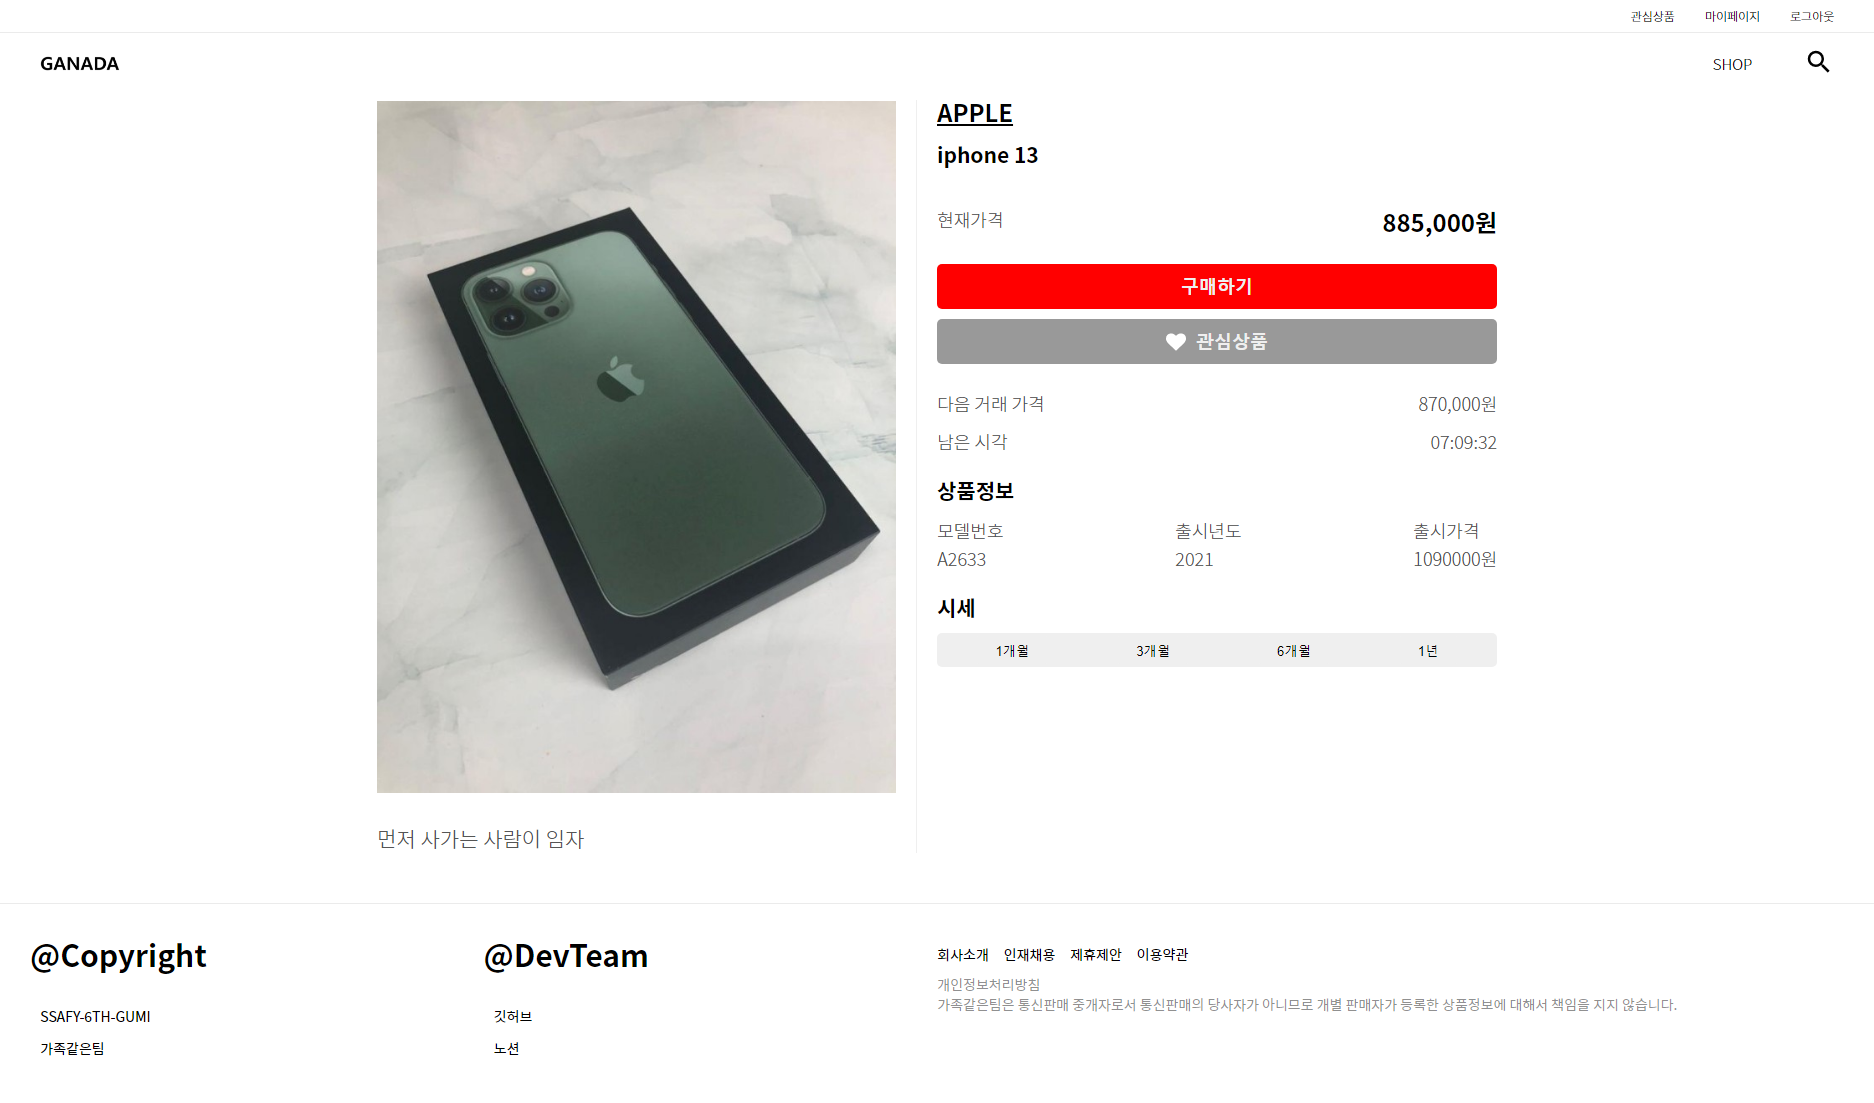 관심상품 마이페이지 로그아웃
GANADA SHOP
APPLE
iphone 13
현재가격 885,000원
구매하기
관심상품
다음 거래 가격 870,000원
남은 시각 07:09:32
상품정보
모델번호 출시년도 출시가격
A2633 2021 1090000원
시세
1개월 3개월 6개월 1년
먼저 사가는 사람이 임자
@Copyright
SSAFY-6TH-GUMI
가족같은팀
@DevTeam
깃허브
노션
회사소개 인재채용 제휴제안 이용약관
개인정보처리방침
가족같은팀은 통신판매 중개자로서 통신판매의 당사자가 아니므로 개별 판매자가 등록한 상품정보에 대해서 책임을 지지 않습니다.